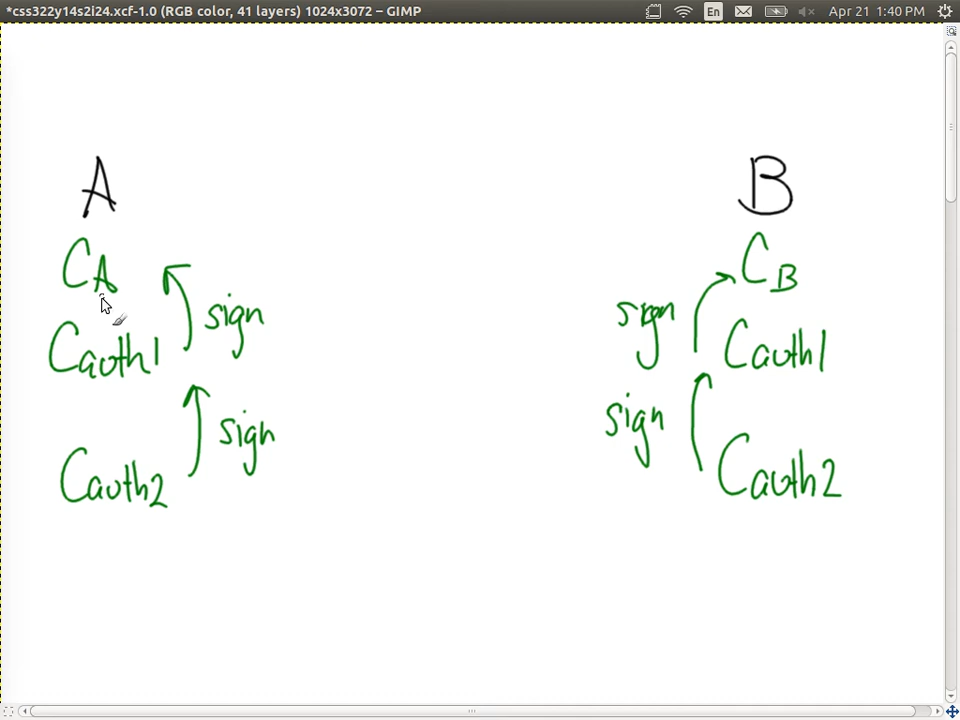 *css322y14s2i24.xcf-1.0 (RGB color, 41 layers) 1024x3072 – GIMP
En
Apr 21 1:40 PM
A
B
CA
CB
sign
sign
Cauth1
Cauth1
sign
sign
Cauth2
Cauth2